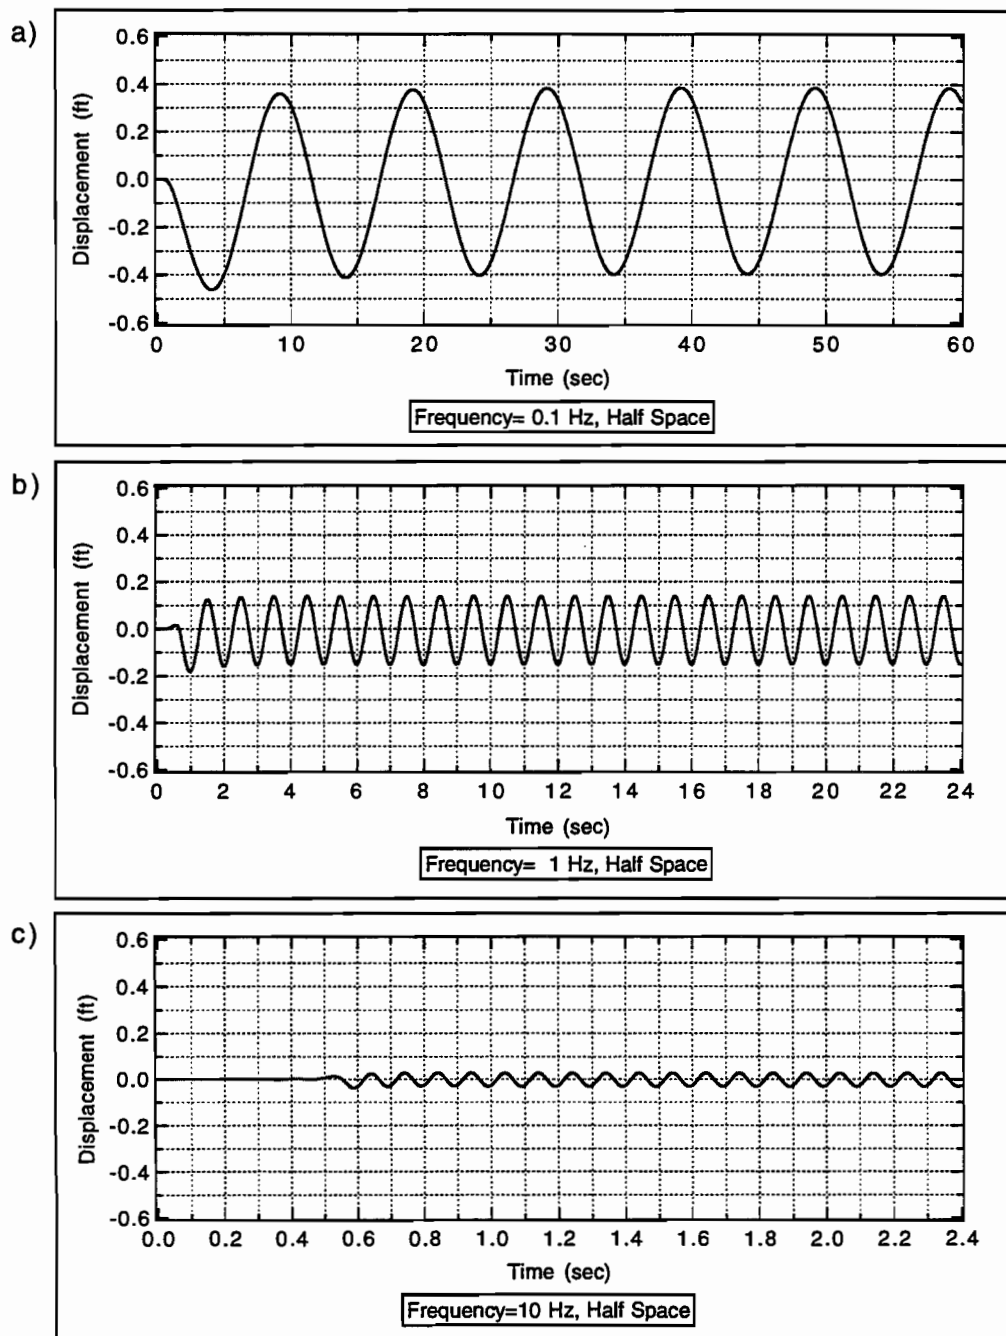 a)
0.6
0.4
0.2
0.0
-0.2
-0.4
-0.6
Displacement (ft)
0 10 20 30 40 50 60
Time (sec)
Frequency= 0.1 Hz, Half Space
b)
0.6
0.4
0.2
0.0
-0.2
-0.4
-0.6
Displacement (ft)
0 2 4 6 8 10 12 14 16 18 20 22 24
Time (sec)
Frequency= 1 Hz, Half Space
c)
0.6
0.4
0.2
0.0
-0.2
-0.4
-0.6
Displacement (ft)
0.0 0.2 0.4 0.6 0.8 1.0 1.2 1.4 1.6 1.8 2.0 2.2 2.4
Time (sec)
Frequency=10 Hz, Half Space